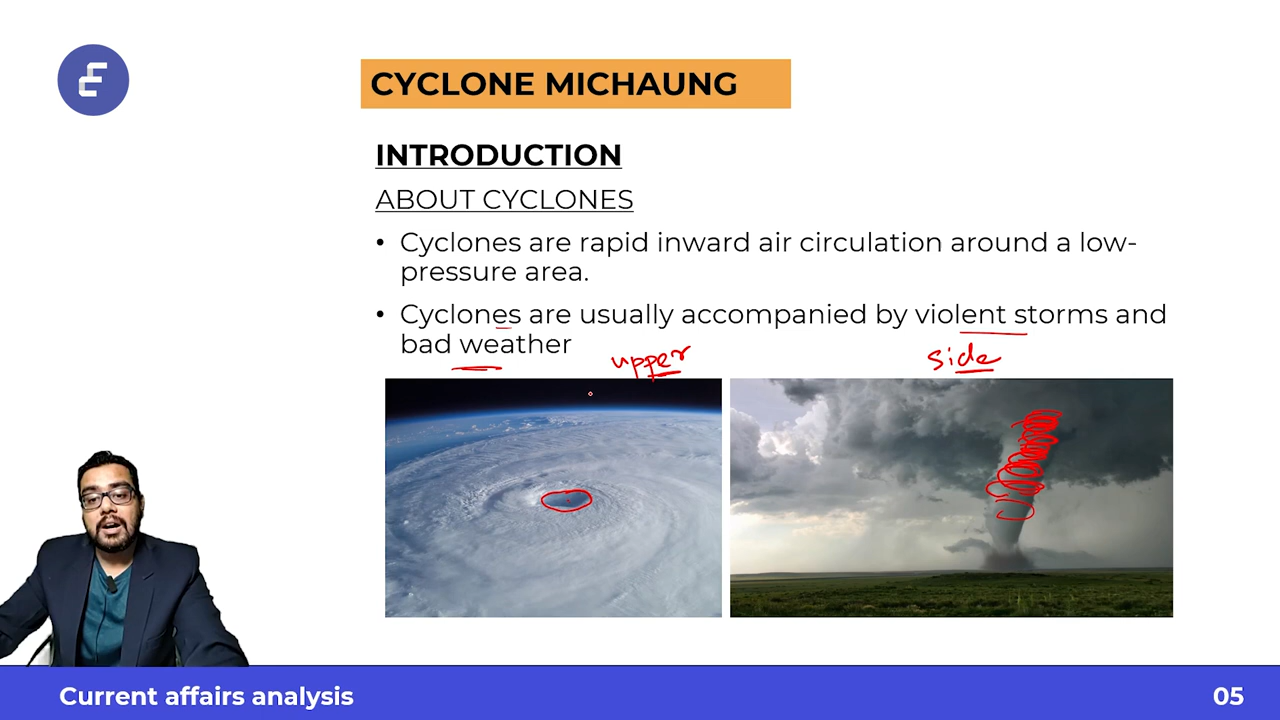 CYCLONE MICHAUNG
INTRODUCTION
ABOUT CYCLONES
• Cyclones are rapid inward air circulation around a low-
pressure area.
• Cyclones are usually accompanied by violent storms and
bad weather
upper
side
Current affairs analysis
05